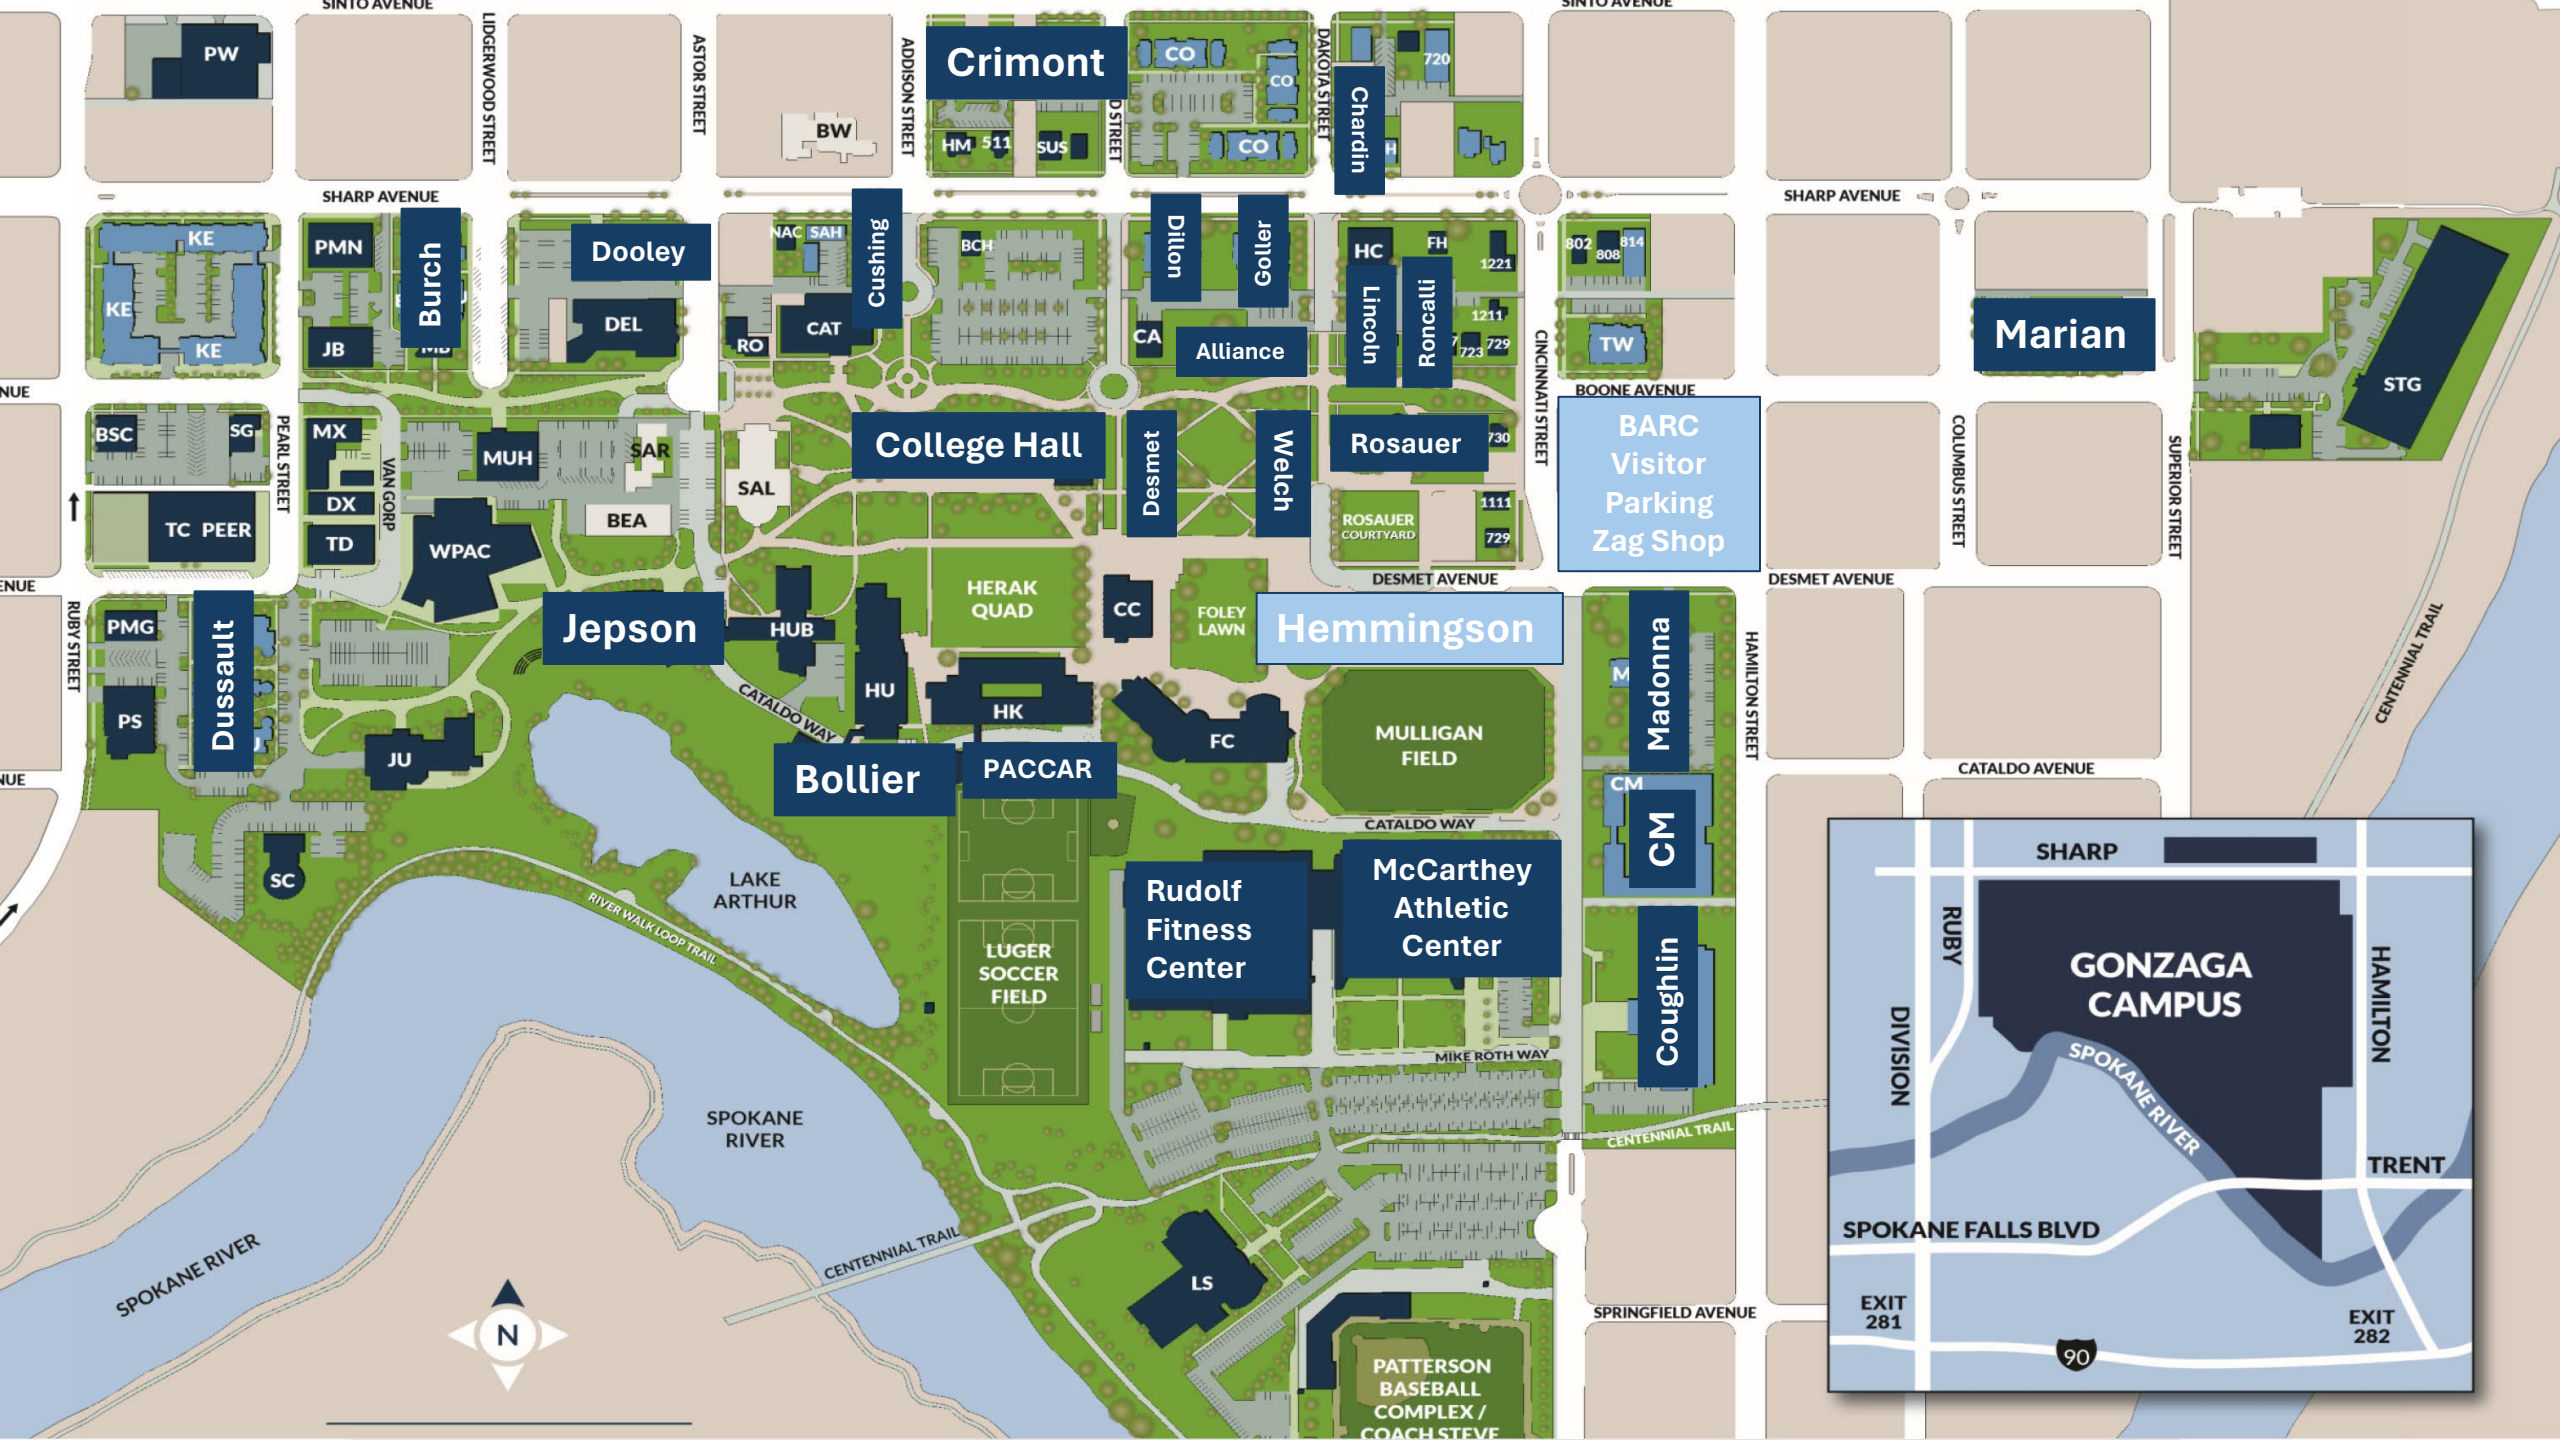 SINTO AVENUE
SINTO AVENUE
PW
LIDGERWOOD STREET
ASTOR STREET
ADDISON STREET
BW
Crimont
HM
511
SUS
DSTREET
CO
CO
CO
DAKOTA STREET
720
Chardin
H
SHARP AVENUE
SHARP AVENUE
KE
KE
KE
PMN
JB
Burch
MB
Dooley
DEL
NAC
SAH
RO
CAT
Cushing
BCH
Dillon
Goller
CA
Alliance
HC
FH
1221
Lincoln
Roncalli
1211
723
729
CINCINNATI STREET
802
808
814
TW
BOONE AVENUE
Marian
STG
NUE
BSC
SG
PEARL STREET
MX
VAN GORP
MUH
SAR
SAL
College Hall
Desmet
Welch
Rosauer
730
BARC
Visitor
Parking
Zag Shop
COLUMBUS STREET
SUPERIOR STREET
TC PEER
DX
TD
WPAC
BEA
ROSAUER
COURTYARD
1111
729
DESMET AVENUE
DESMET AVENUE
ENUE
RUBY STREET
PMG
PS
Dussault
U
Jepson
HUB
HU
HERAK
QUAD
CC
FOLEY
LAWN
Hemmingson
Madonna
M
HAMILTON STREET
CENTENNIAL TRAIL
JU
CATALDO WAY
HK
FC
MULLIGAN
FIELD
NUE
Bollier
PACCAR
CM
CM
CATALDO AVENUE
CATALDO WAY
SC
LAKE
ARTHUR
RIVER WALK LOOP TRAIL
LUGER
SOCCER
FIELD
Rudolf
Fitness
Center
McCarthey
Athletic
Center
Coughlin
MIKE ROTH WAY
SPOKANE
RIVER
CENTENNIAL TRAIL
CENTENNIAL TRAIL
SPOKANE RIVER
LS
N
SPRINGFIELD AVENUE
PATTERSON
BASEBALL
COMPLEX /
COACH STEVE
SHARP
RUBY
GONZAGA
CAMPUS
HAMILTON
DIVISION
SPOKANE RIVER
TRENT
SPOKANE FALLS BLVD
EXIT
281
90
EXIT
282